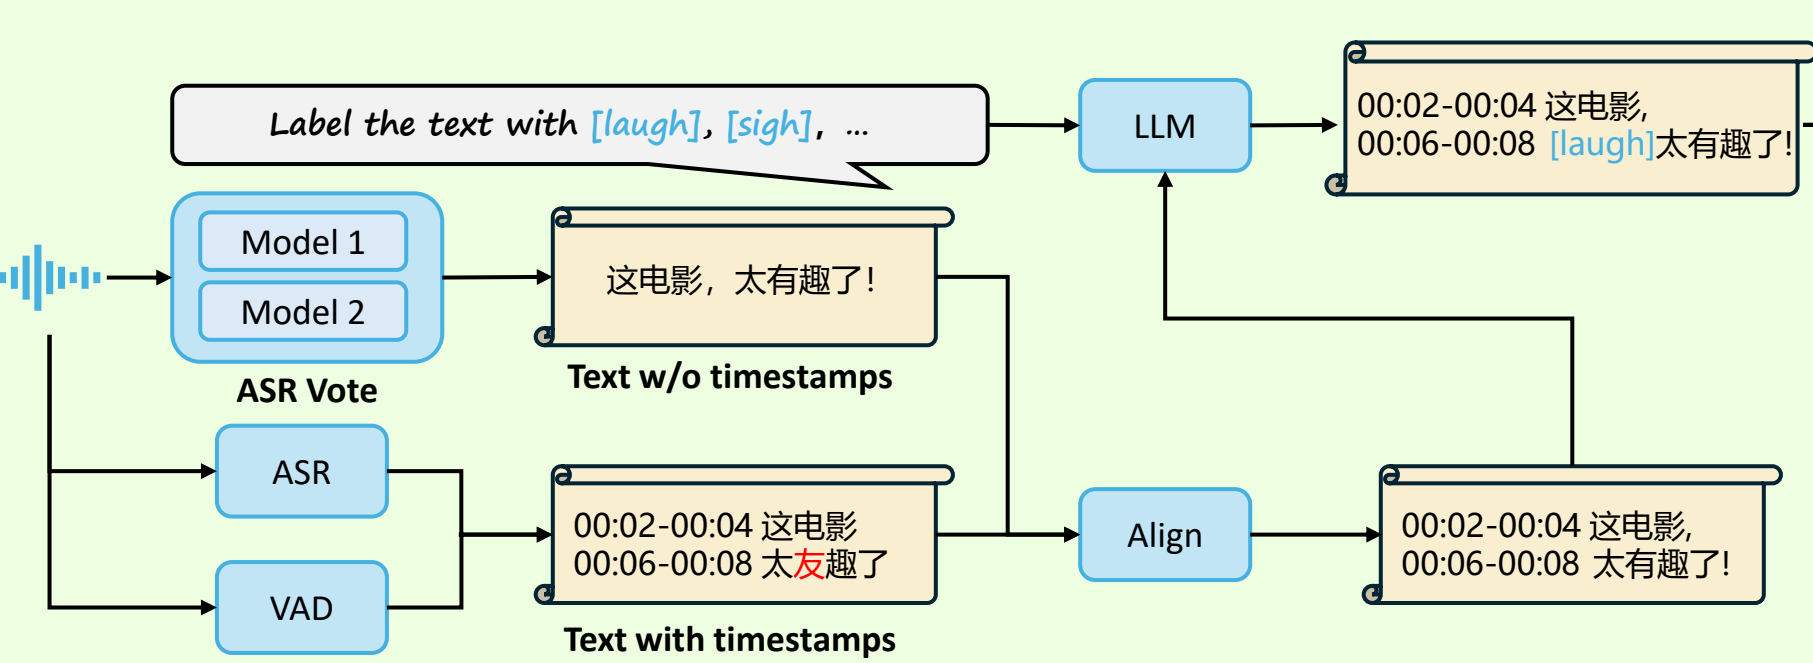 Label the text with [laugh], [sigh], ...
LLM
00:02-00:04 这电影,
00:06-00:08 [laugh]太有趣了!
Model 1
Model 2
ASR Vote
这电影，太有趣了！
Text w/o timestamps
ASR
VAD
00:02-00:04 这电影
00:06-00:08 太友趣了
Text with timestamps
Align
00:02-00:04 这电影,
00:06-00:08 太有趣了!